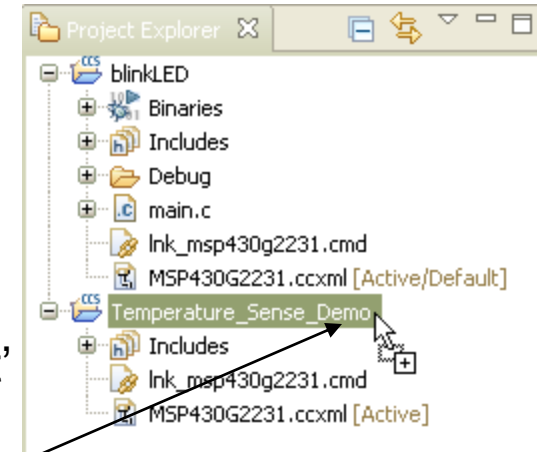 Project Explorer
blinkLED
Binaries
Includes
Debug
main.c
lnk_msp430g2231.cmd
MSP430G2231.ccxml [Active/Default]
Temperature_Sense_Demo
Includes
lnk_msp430g2231.cmd
MSP430G2231.ccxml [Active]